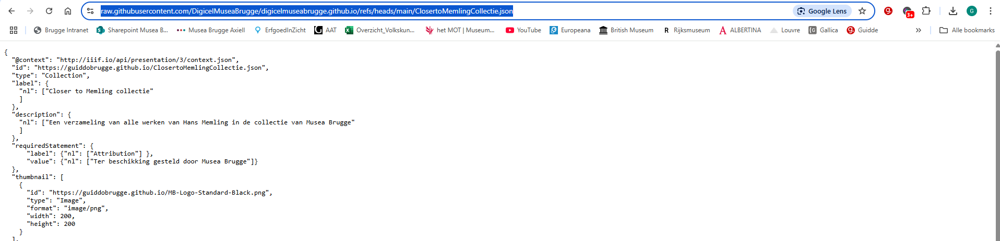 raw.githubusercontent.com/DigicelMuseaBrugge/digicelmuseabrugge.github.io/refs/heads/main/ClosertoMemlingCollectie.json
Google Lens
3+
G
Brugge Intranet
Sharepoint Musea B...
Musea Brugge Axiell
ErfgoedInZicht
AAT
Overzicht_Volkskun...
het MOT | Museum...
YouTube
Europeana
British Museum
Rijksmuseum
ALBERTINA
Louvre
Gallica
Guidde
Alle bookmarks
{
"@context": "http://iiif.io/api/presentation/3/context.json",
"id": "https://guiddobrugge.github.io/ClosertoMemlingCollectie.json",
"type": "Collection",
"label": {
"nl": ["Closer to Memling collectie"
]
},
"description": {
"nl": ["Een verzameling van alle werken van Hans Memling in de collectie van Musea Brugge"
]
},
"requiredStatement": {
"label": {"nl": ["Attribution"] },
"value": {"nl": ["Ter beschikking gesteld door Musea Brugge"]}
},
"thumbnail": [
{
"id": "https://guiddobrugge.github.io/MB-Logo-Standard-Black.png",
"type": "Image",
"format": "image/png",
"width": 200,
"height": 200
}
],